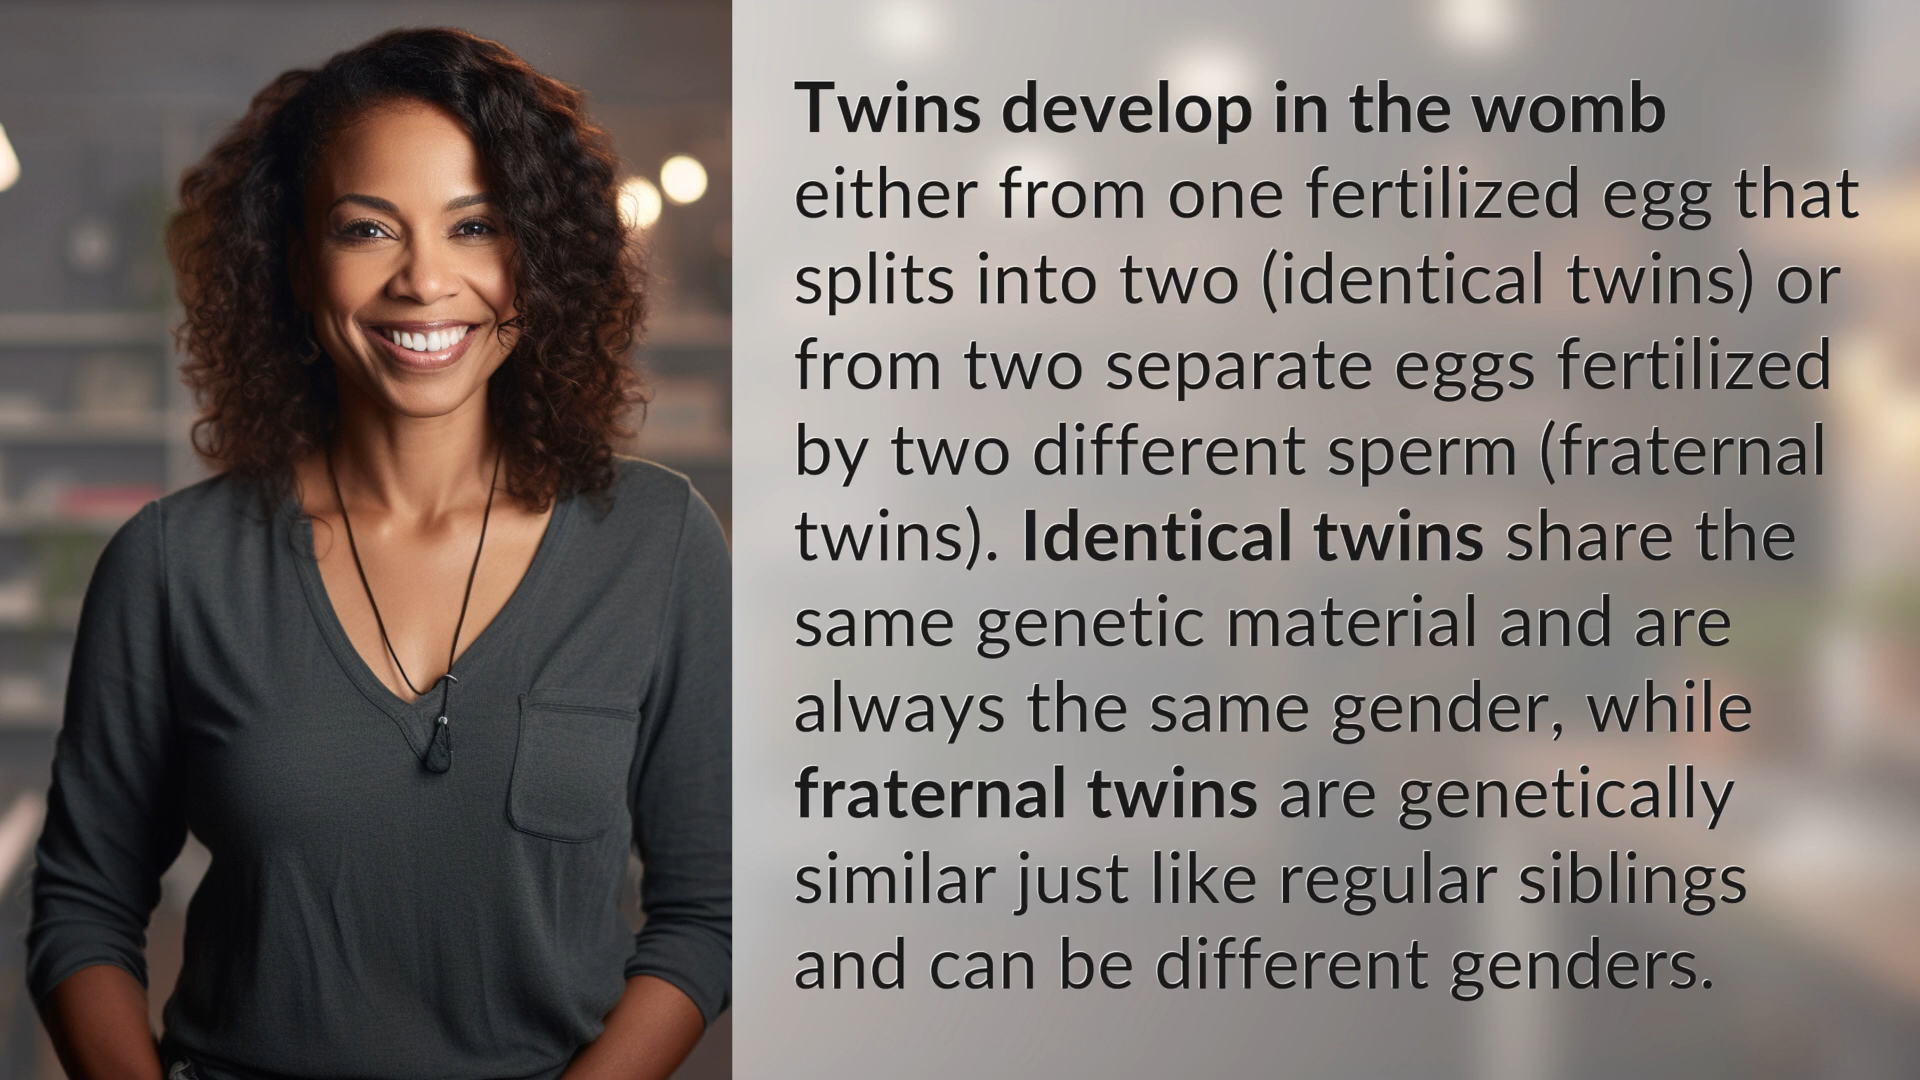 Twins develop in the womb
either from one fertilized egg that
splits into two (identical twins) or
from two separate eggs fertilized
by two different sperm (fraternal
twins). Identical twins share the
same genetic material and are
always the same gender, while
fraternal twins are genetically
similar just like regular siblings
and can be different genders.